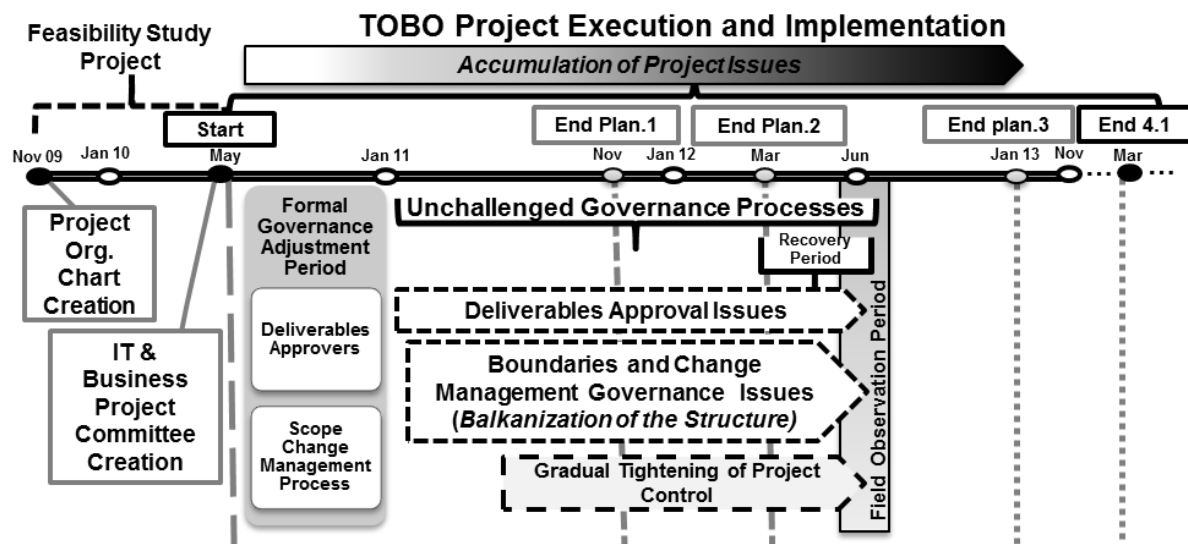 TOBO Project Execution and Implementation
Feasibility Study
Project
Accumulation of Project Issues
Start
End Plan.1
End Plan.2
End plan.3
End 4.1
Nov 09
Jan 10
May
Jan 11
Nov
Jan 12
Mar
Jun
Jan 13
Nov
Mar
Project
Org.
Chart
Creation
IT &
Business
Project
Committee
Creation
Formal
Governance
Adjustment
Period
Deliverables
Approvers
Scope
Change
Management
Process
Unchallenged Governance Processes
Recovery
Period
Deliverables Approval Issues
Boundaries and Change
Management Governance Issues
(Balkanization of the Structure)
Gradual Tightening of Project
Control
Field Observation Period